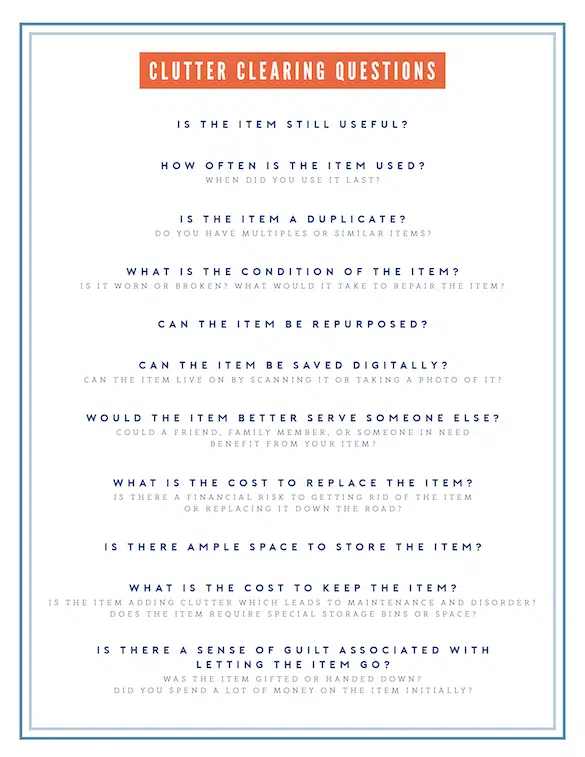 CLUTTER CLEARING QUESTIONS
IS THE ITEM STILL USEFUL?
HOW OFTEN IS THE ITEM USED?
WHEN DID YOU USE IT LAST?
IS THE ITEM A DUPLICATE?
DO YOU HAVE MULTIPLES OR SIMILAR ITEMS?
WHAT IS THE CONDITION OF THE ITEM?
IS IT WORN OR BROKEN? WHAT WOULD IT TAKE TO REPAIR THE ITEM?
CAN THE ITEM BE REPURPOSED?
CAN THE ITEM BE SAVED DIGITALLY?
CAN THE ITEM LIVE ON BY SCANNING IT OR TAKING A PHOTO OF IT?
WOULD THE ITEM BETTER SERVE SOMEONE ELSE?
COULD A FRIEND, FAMILY MEMBER, OR SOMEONE IN NEED
BENEFIT FROM YOUR ITEM?
WHAT IS THE COST TO REPLACE THE ITEM?
IS THERE A FINANCIAL RISK TO GETTING RID OF THE ITEM
OR REPLACING IT DOWN THE ROAD?
IS THERE AMPLE SPACE TO STORE THE ITEM?
WHAT IS THE COST TO KEEP THE ITEM?
IS THE ITEM ADDING CLUTTER WHICH LEADS TO MAINTENANCE AND DISORDER?
DOES THE ITEM REQUIRE SPECIAL STORAGE BINS OR SPACE?
IS THERE A SENSE OF GUILT ASSOCIATED WITH
LETTING THE ITEM GO?
WAS THE ITEM GIFTED OR HANDED DOWN?
DID YOU SPEND A LOT OF MONEY ON THE ITEM INITIALLY?